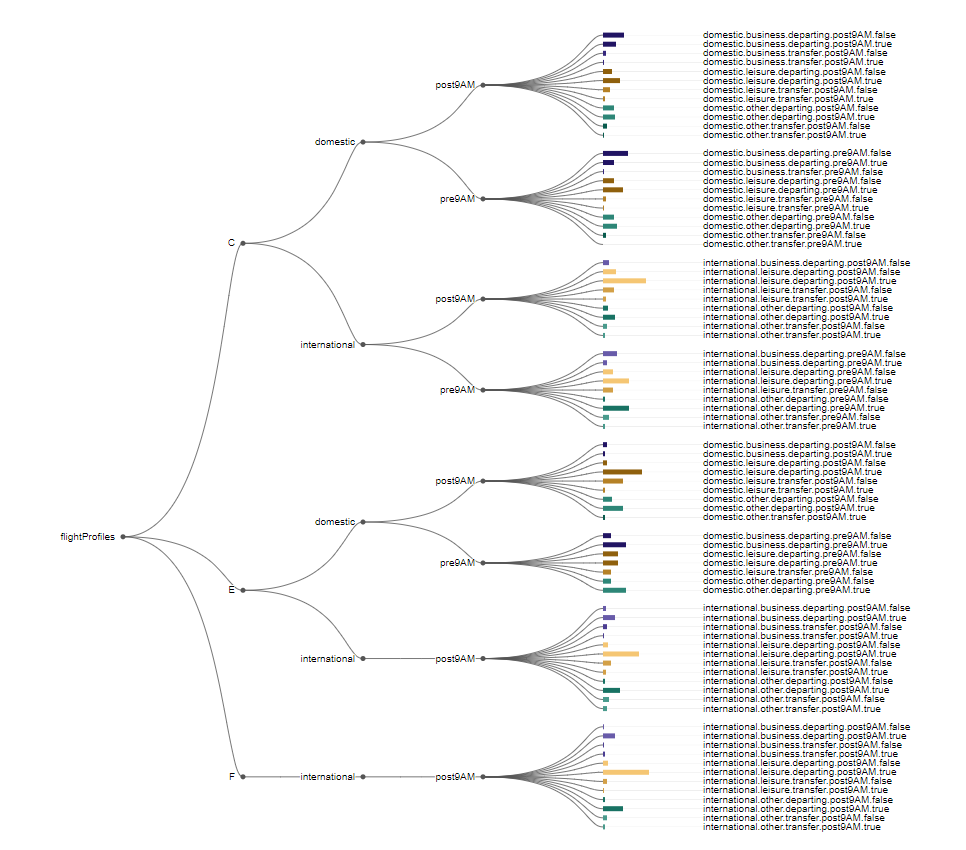 domestic.business.departing.post9AM.false
domestic.business.departing.post9AM.true
domestic.business.transfer.post9AM.false
domestic.business.transfer.post9AM.true
domestic.leisure.departing.post9AM.false
domestic.leisure.departing.post9AM.true
post9AM
domestic.leisure.transfer.post9AM.false
domestic.leisure.transfer.post9AM.true
domestic.other.departing.post9AM.false
domestic.other.departing.post9AM.true
domestic.other.transfer.post9AM.false
domestic.other.transfer.post9AM.true
domestic
domestic.business.departing.pre9AM.false
domestic.business.departing.pre9AM.true
domestic.business.transfer.pre9AM.false
domestic.leisure.departing.pre9AM.false
domestic.leisure.departing.pre9AM.true
pre9AM
domestic.leisure.transfer.pre9AM.false
domestic.leisure.transfer.pre9AM.true
domestic.other.departing.pre9AM.false
domestic.other.departing.pre9AM.true
domestic.other.transfer.pre9AM.false
C
domestic.other.transfer.pre9AM.true
international.business.departing.post9AM.false
international.leisure.departing.post9AM.false
international.leisure.departing.post9AM.true
international.leisure.transfer.post9AM.false
post9AM
international.leisure.transfer.post9AM.true
international.other.departing.post9AM.false
international.other.departing.post9AM.true
international.other.transfer.post9AM.false
international.other.transfer.post9AM.true
international
international.business.departing.pre9AM.false
international.business.departing.pre9AM.true
international.leisure.departing.pre9AM.false
international.leisure.departing.pre9AM.true
pre9AM
international.leisure.transfer.pre9AM.false
international.other.departing.pre9AM.false
international.other.departing.pre9AM.true
international.other.transfer.pre9AM.false
international.other.transfer.pre9AM.true
domestic.business.departing.post9AM.false
domestic.business.departing.post9AM.true
domestic.leisure.departing.post9AM.false
domestic.leisure.departing.post9AM.true
post9AM
domestic.leisure.transfer.post9AM.false
domestic.leisure.transfer.post9AM.true
domestic.other.departing.post9AM.false
domestic.other.departing.post9AM.true
domestic.other.transfer.post9AM.true
domestic
flightProfiles
domestic.business.departing.pre9AM.false
domestic.business.departing.pre9AM.true
domestic.leisure.departing.pre9AM.false
pre9AM
domestic.leisure.departing.pre9AM.true
domestic.leisure.transfer.pre9AM.false
domestic.other.departing.pre9AM.false
E
domestic.other.departing.pre9AM.true
international.business.departing.post9AM.false
international.business.departing.post9AM.true
international.business.transfer.post9AM.false
international.business.transfer.post9AM.true
international.leisure.departing.post9AM.false
international.leisure.departing.post9AM.true
international
post9AM
international.leisure.transfer.post9AM.false
international.leisure.transfer.post9AM.true
international.other.departing.post9AM.false
international.other.departing.post9AM.true
international.other.transfer.post9AM.false
international.other.transfer.post9AM.true
international.business.departing.post9AM.false
international.business.departing.post9AM.true
international.business.transfer.post9AM.false
international.business.transfer.post9AM.true
international.leisure.departing.post9AM.false
international.leisure.departing.post9AM.true
F
international
post9AM
international.leisure.transfer.post9AM.false
international.leisure.transfer.post9AM.true
international.other.departing.post9AM.false
international.other.departing.post9AM.true
international.other.transfer.post9AM.false
international.other.transfer.post9AM.true